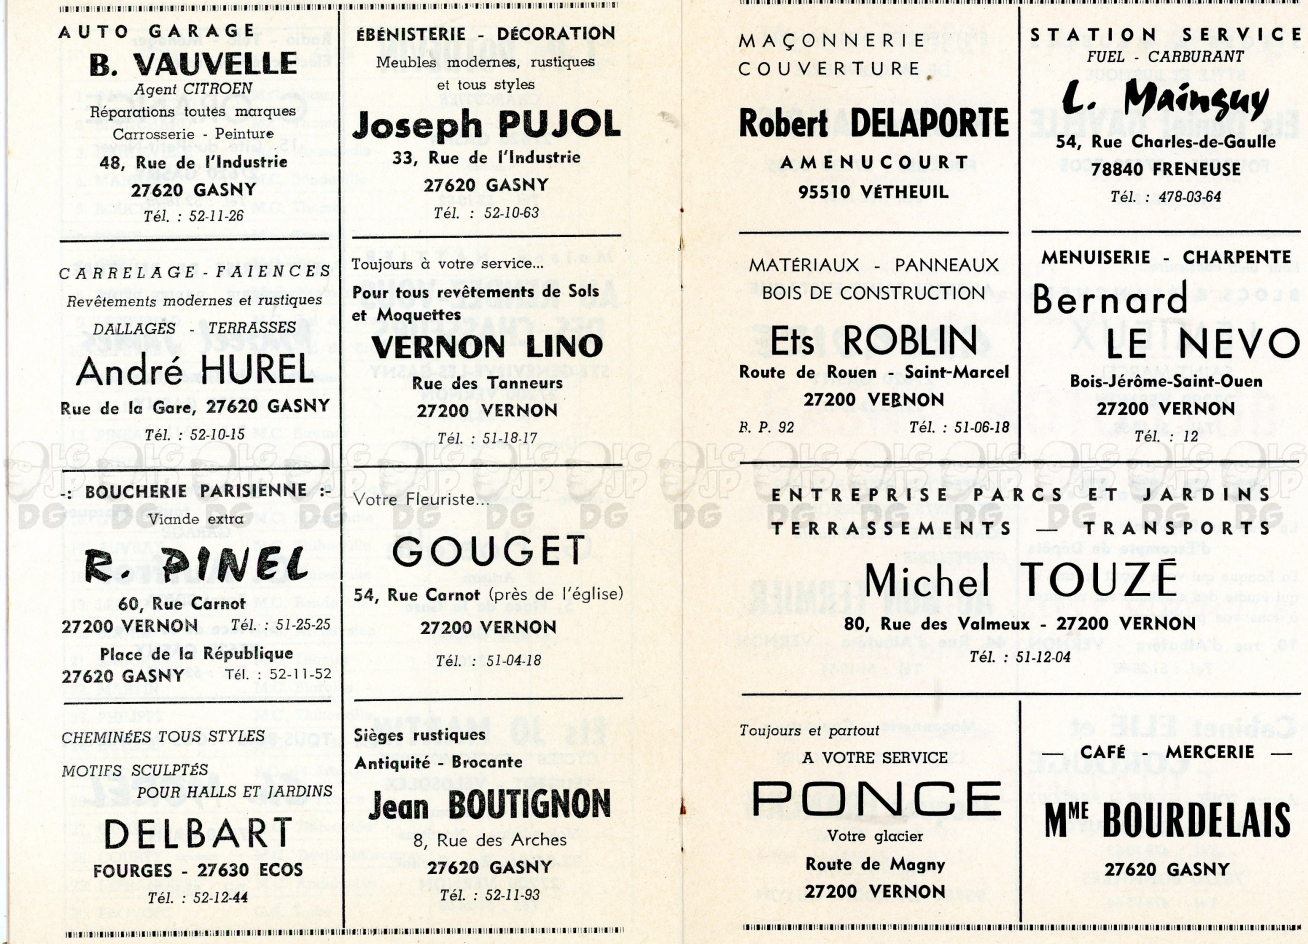 AUTO GARAGE
B. VAUVELLE
Agent CITROEN
Réparations toutes marques
Carrosserie - Peinture
48, Rue de l'Industrie
27620 GASNY
Tél. : 52-11-26
ÉBÉNISTERIE - DÉCORATION
Meubles modernes, rustiques
et tous styles
Joseph PUJOL
33, Rue de l'Industrie
27620 GASNY
Tél. : 52-10-63
CARRELAGE - FAIENCES
Revêtements modernes et rustiques
DALLAGES - TERRASSES
André HUREL
Rue de la Gare, 27620 GASNY
Tél. : 52-10-15
Toujours à votre service...
Pour tous revêtements de Sols
et Moquettes
VERNON LINO
Rue des Tanneurs
27200 VERNON
Tél. : 51-18-17
-: BOUCHERIE PARISIENNE :-
Viande extra
R. PINEL
60, Rue Carnot
27200 VERNON Tél. : 51-25-25
Place de la République
27620 GASNY Tél. : 52-11-52
Votre Fleuriste...
GOUGET
54, Rue Carnot (près de l'église)
27200 VERNON
Tél. : 51-04-18
CHEMINÉES TOUS STYLES
MOTIFS SCULPTÉS
POUR HALLS ET JARDINS
DELBART
FOURGES - 27630 ECOS
Tél. : 52-12-44
Sièges rustiques
Antiquité - Brocante
Jean BOUTIGNON
8, Rue des Arches
27620 GASNY
Tél. : 52-11-93
MAÇONNERIE
COUVERTURE
Robert DELAPORTE
AMENUCOURT
95510 VÉTHEUIL
STATION SERVICE
FUEL - CARBURANT
L. Mainguy
54, Rue Charles-de-Gaulle
78840 FRENEUSE
Tél. : 478-03-64
MATÉRIAUX - PANNEAUX
BOIS DE CONSTRUCTION
Ets ROBLIN
Route de Rouen - Saint-Marcel
27200 VERNON
B. P. 92 Tél. : 51-06-18
MENUISERIE - CHARPENTE
Bernard
LE NEVO
Bois-Jérôme-Saint-Ouen
27200 VERNON
Tél. : 12
ENTREPRISE PARCS ET JARDINS
TERRASSEMENTS — TRANSPORTS
Michel TOUZÉ
80, Rue des Valmeux - 27200 VERNON
Tél. : 51-12-04
Toujours et partout
A VOTRE SERVICE
PONCE
Votre glacier
Route de Magny
27200 VERNON
— CAFÉ - MERCERIE —
MME BOURDELAIS
27620 GASNY